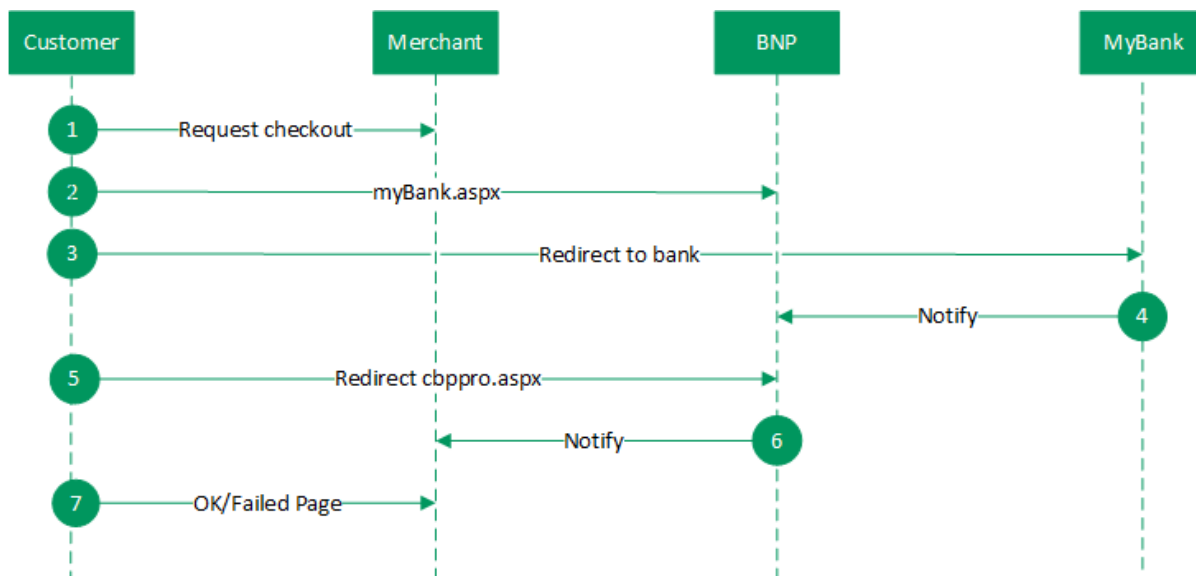 Customer
Merchant
BNP
MyBank
1
Request checkout
2
myBank.aspx
3
Redirect to bank
Notify
4
5
Redirect cbppro.aspx
Notify
6
7
OK/Failed Page